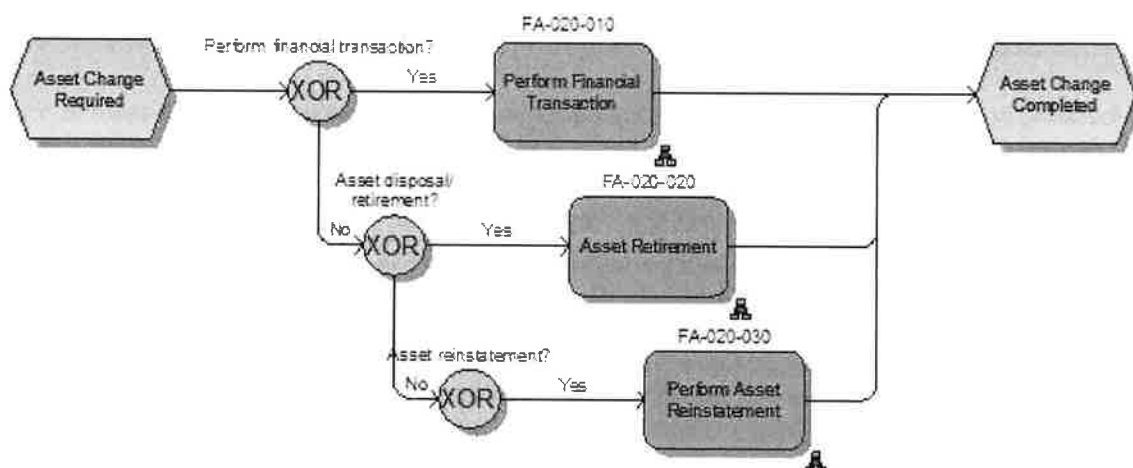 FA-020-010
Perform financial transaction?
Asset Change
Required
XOR
Yes
Perform Financial
Transaction
Asset Change
Completed
Asset disposal/
retirement?
FA-020-020
No
XOR
Yes
Asset Retirement
Asset reinstatement?
FA-020-030
No
XOR
Yes
Perform Asset
Reinstatement